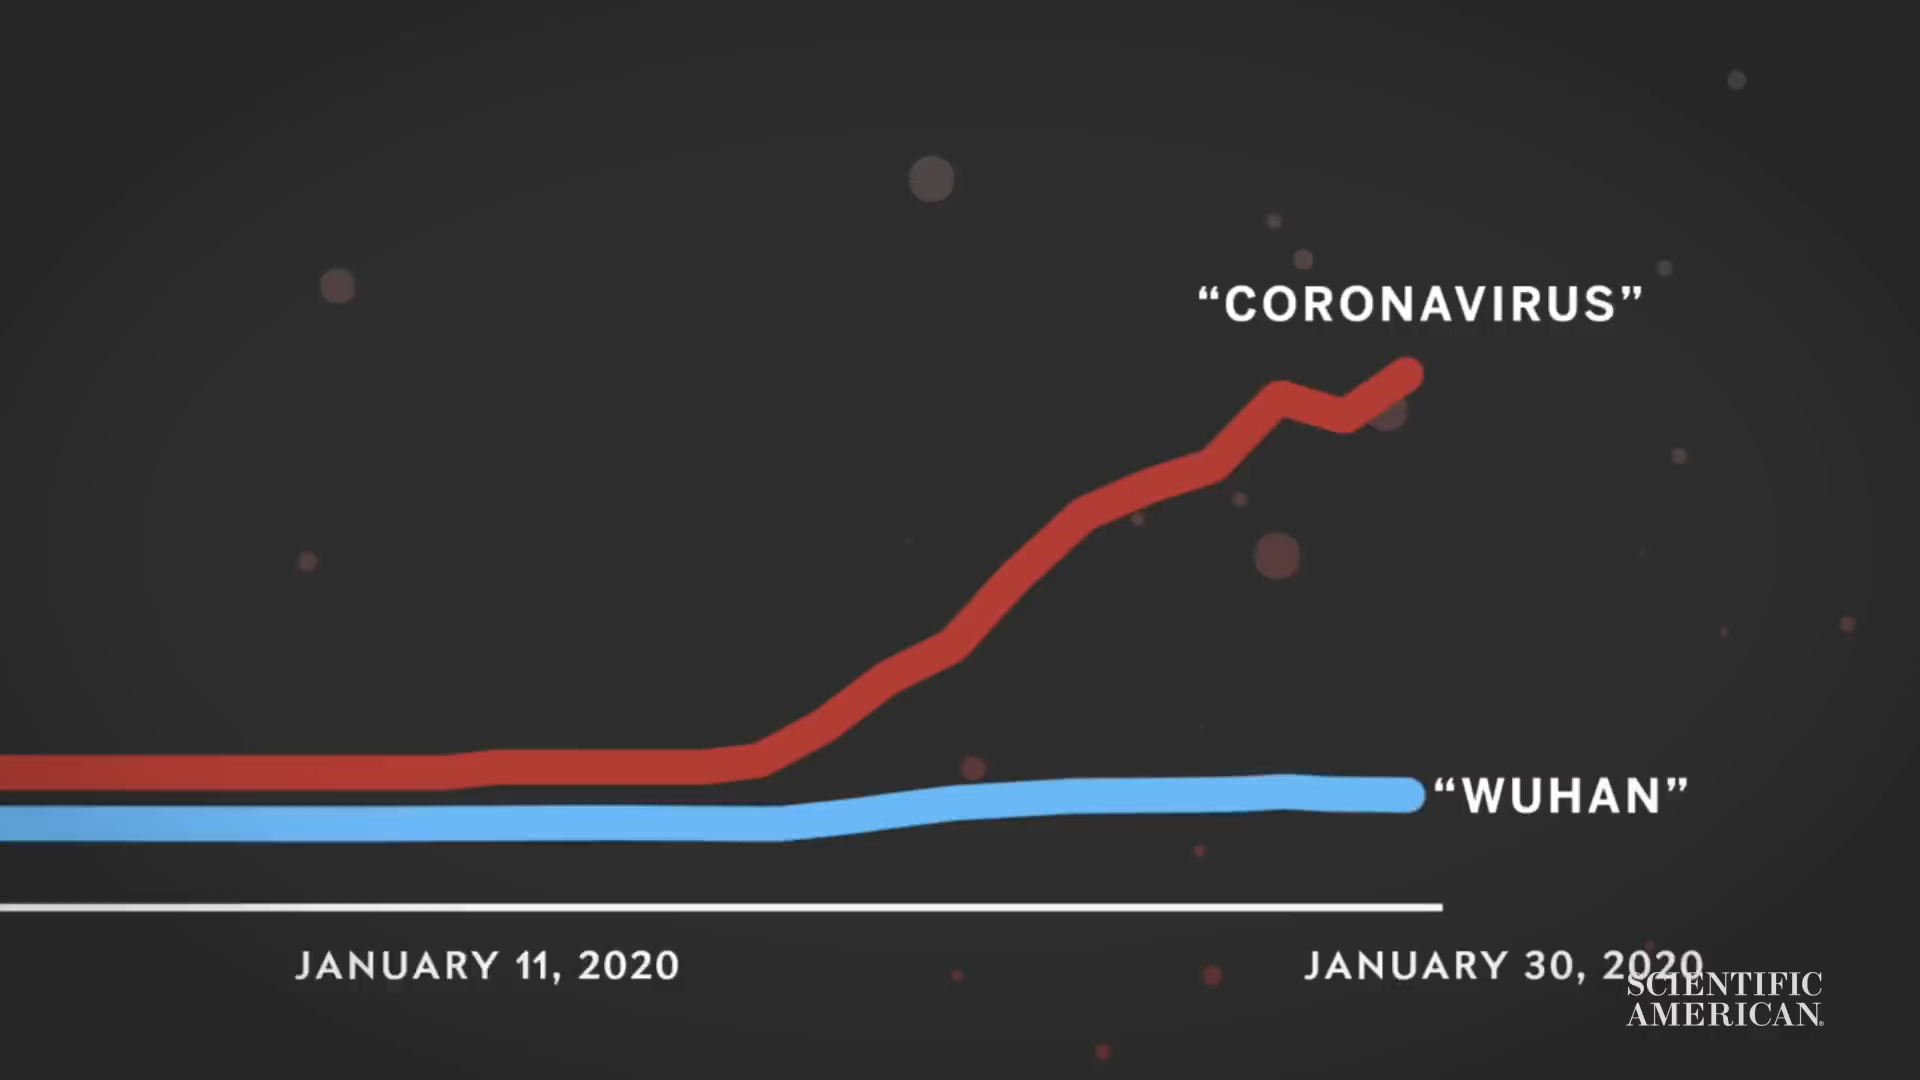 “CORONAVIRUS”
“WUHAN”
JANUARY 11, 2020
JANUARY 30, 2020
SCIENTIFIC
AMERICAN®